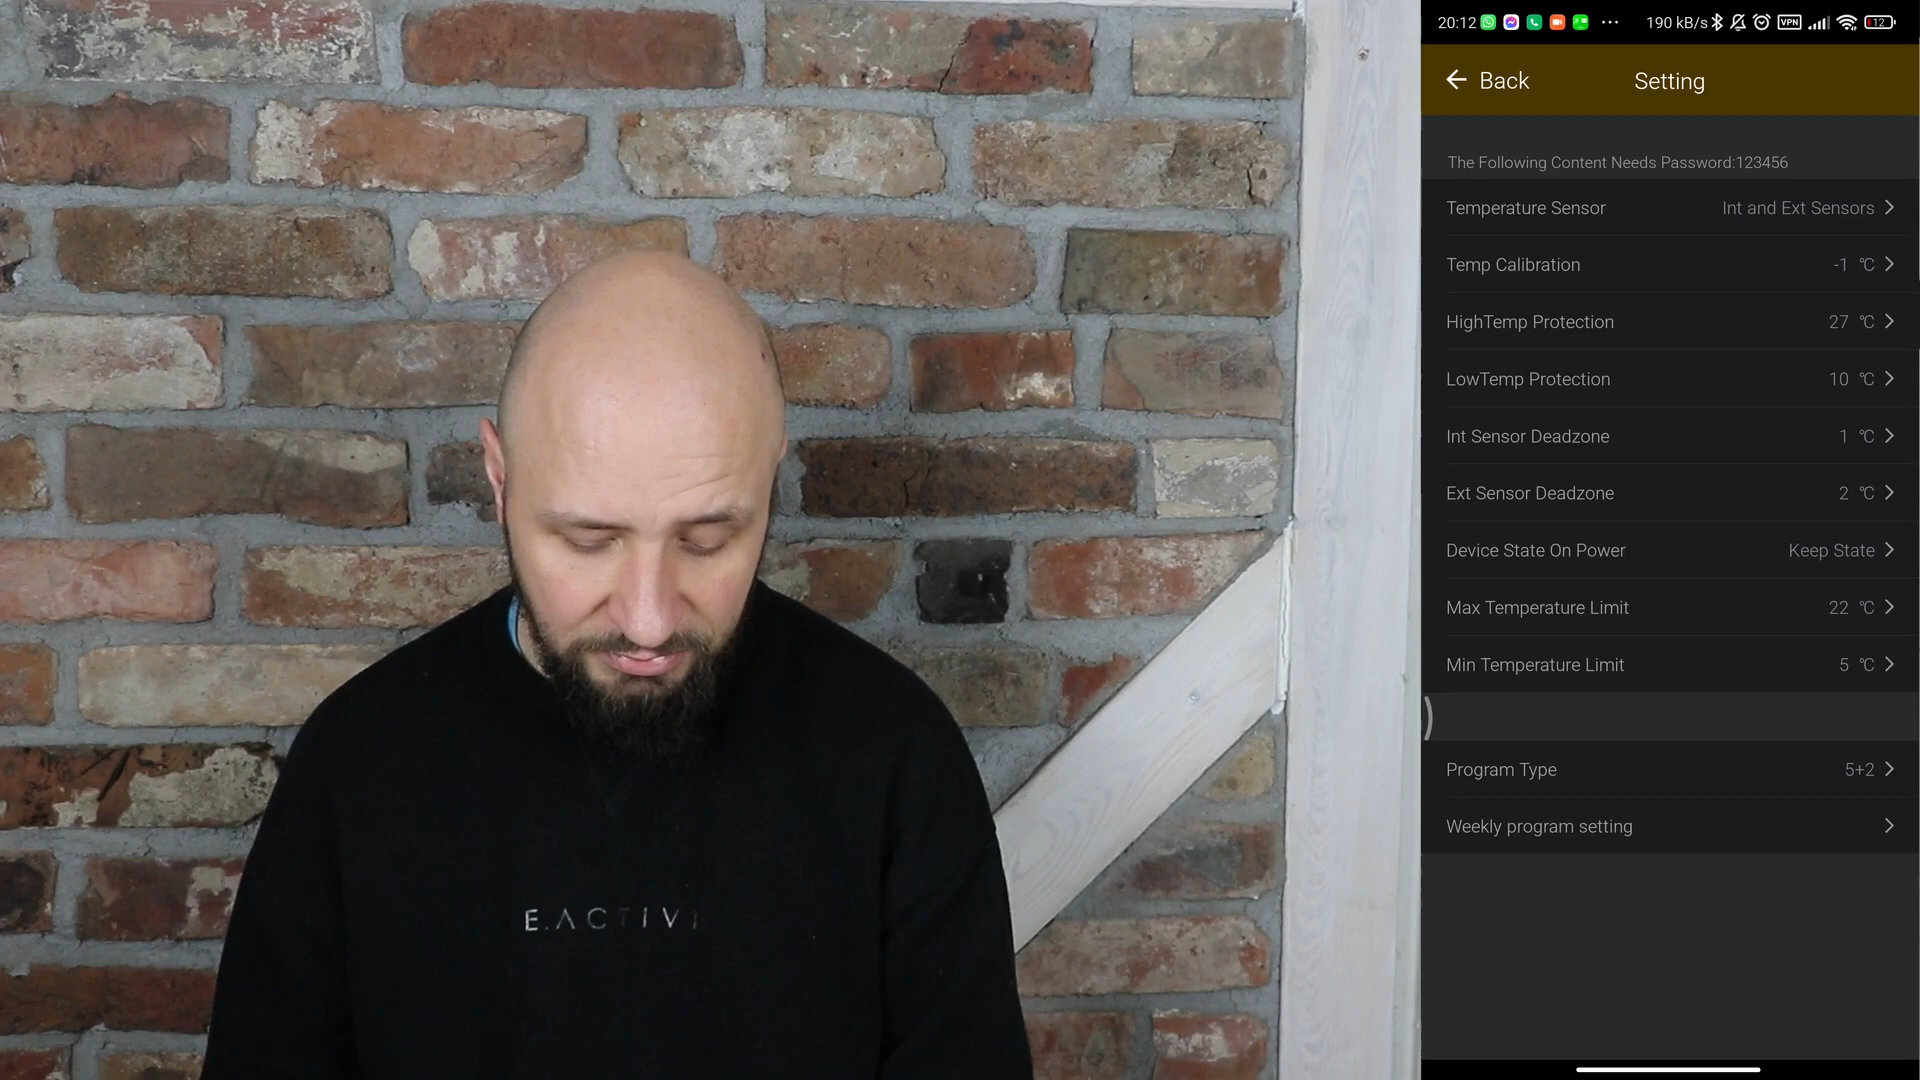 20:12 ... 190 kB/s VPN 12
Back Setting
The Following Content Needs Password:123456
Temperature Sensor Int and Ext Sensors
Temp Calibration -1 ℃
HighTemp Protection 27 ℃
LowTemp Protection 10 ℃
Int Sensor Deadzone 1 ℃
Ext Sensor Deadzone 2 ℃
Device State On Power Keep State
Max Temperature Limit 22 ℃
Min Temperature Limit 5 ℃
Program Type 5+2
Weekly program setting